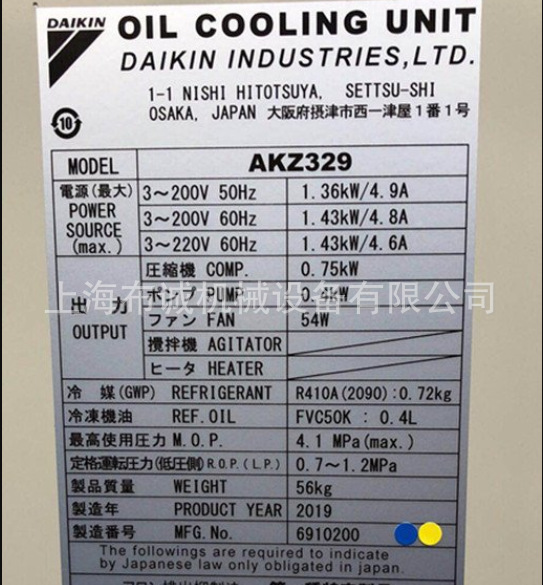 DAIKIN
OIL COOLING UNIT
DAIKIN INDUSTRIES,LTD.
1-1 NISHI HITOTSUYA, SETTSU-SHI
OSAKA, JAPAN 大阪府摂津市西一津屋1番1号
10
MODEL AKZ329
電源(最大) POWER SOURCE (max.)
3～200V 50Hz 1.36kW/4.9A
3～200V 60Hz 1.43kW/4.8A
3～220V 60Hz 1.43kW/4.6A
出力 OUTPUT
圧縮機 COMP. 0.75kW
ポンプ PUMP 0.4kW
ファン FAN 54W
攪拌機 AGITATOR
ヒータ HEATER
上海布诚机械设备有限公司
冷 媒(GWP) REFRIGERANT R410A(2090):0.72kg
冷凍機油 REF.OIL FVC50K : 0.4L
最高使用圧力 M.O.P. 4.1 MPa(max.)
定格運転圧力(低圧側)R.O.P.(L.P.) 0.7～1.2MPa
製品質量 WEIGHT 56kg
製造年 PRODUCT YEAR 2019
製造番号 MFG.No. 6910200
The followings are required to indicate
by Japanese law only obligated in japan.